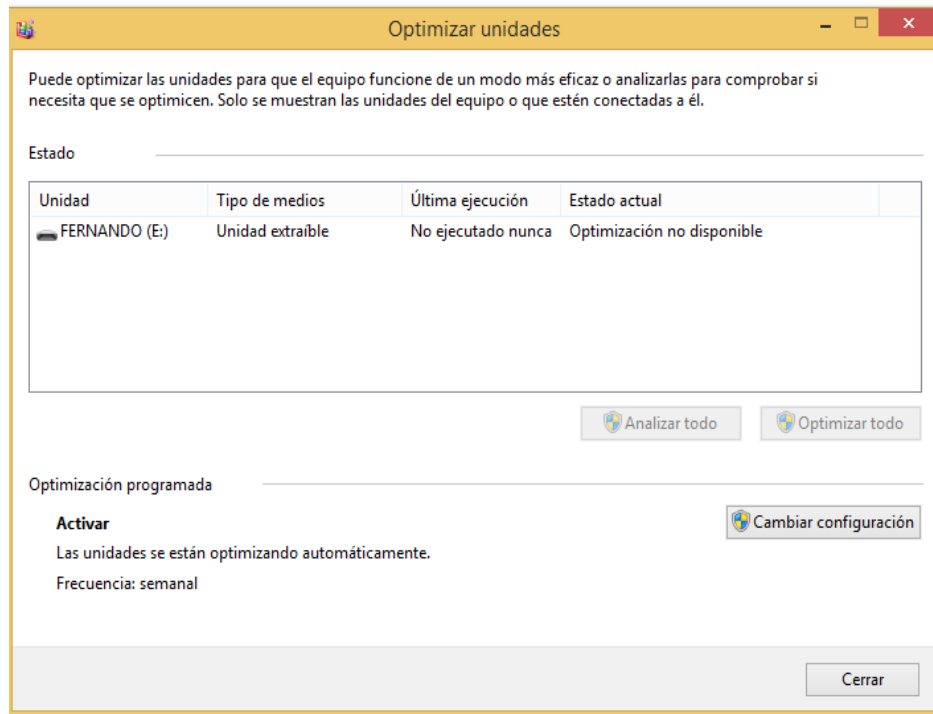 Optimizar unidades
Puede optimizar las unidades para que el equipo funcione de un modo más eficaz o analizarlas para comprobar si
necesita que se optimicen. Solo se muestran las unidades del equipo o que estén conectadas a él.
Estado
Unidad Tipo de medios Última ejecución Estado actual
FERNANDO (E:) Unidad extraíble No ejecutado nunca Optimización no disponible
Analizar todo Optimizar todo
Optimización programada
Activar Cambiar configuración
Las unidades se están optimizando automáticamente.
Frecuencia: semanal
Cerrar